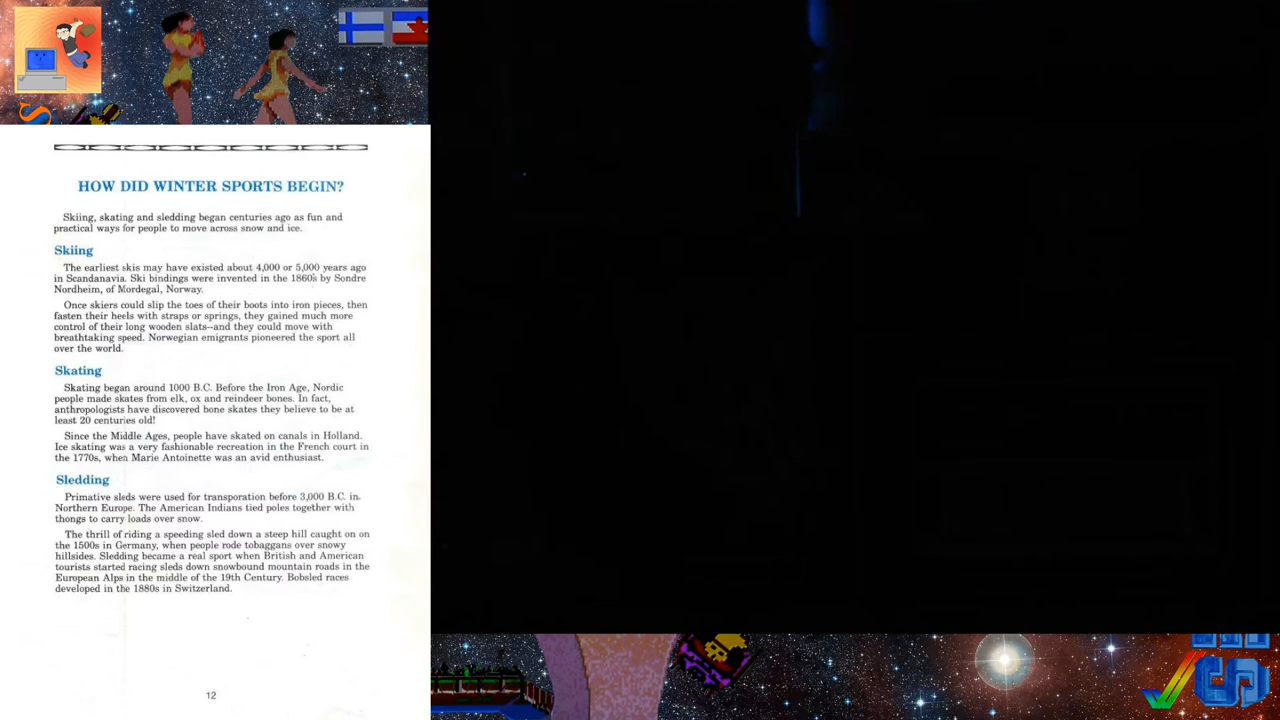 HOW DID WINTER SPORTS BEGIN?
Skiing, skating and sledding began centuries ago as fun and
practical ways for people to move across snow and ice.
Skiing
The earliest skis may have existed about 4,000 or 5,000 years ago
in Scandanavia. Ski bindings were invented in the 1860's by Sondre
Nordheim, of Mordegal, Norway.
Once skiers could slip the toes of their boots into iron pieces, then
fasten their heels with straps or springs, they gained much more
control of their long wooden slats--and they could move with
breathtaking speed. Norwegian emigrants pioneered the sport all
over the world.
Skating
Skating began around 1000 B.C. Before the Iron Age, Nordic
people made skates from elk, ox and reindeer bones. In fact,
anthropologists have discovered bone skates they believe to be at
least 20 centuries old!
Since the Middle Ages, people have skated on canals in Holland.
Ice skating was a very fashionable recreation in the French court in
the 1770s, when Marie Antoinette was an avid enthusiast.
Sledding
Primative sleds were used for transporation before 3,000 B.C. in
Northern Europe. The American Indians tied poles together with
thongs to carry loads over snow.
The thrill of riding a speeding sled down a steep hill caught on on
the 1500s in Germany, when people rode tobaggans over snowy
hillsides. Sledding became a real sport when British and American
tourists started racing sleds down snowbound mountain roads in the
European Alps in the middle of the 19th Century. Bobsled races
developed in the 1880s in Switzerland.
12